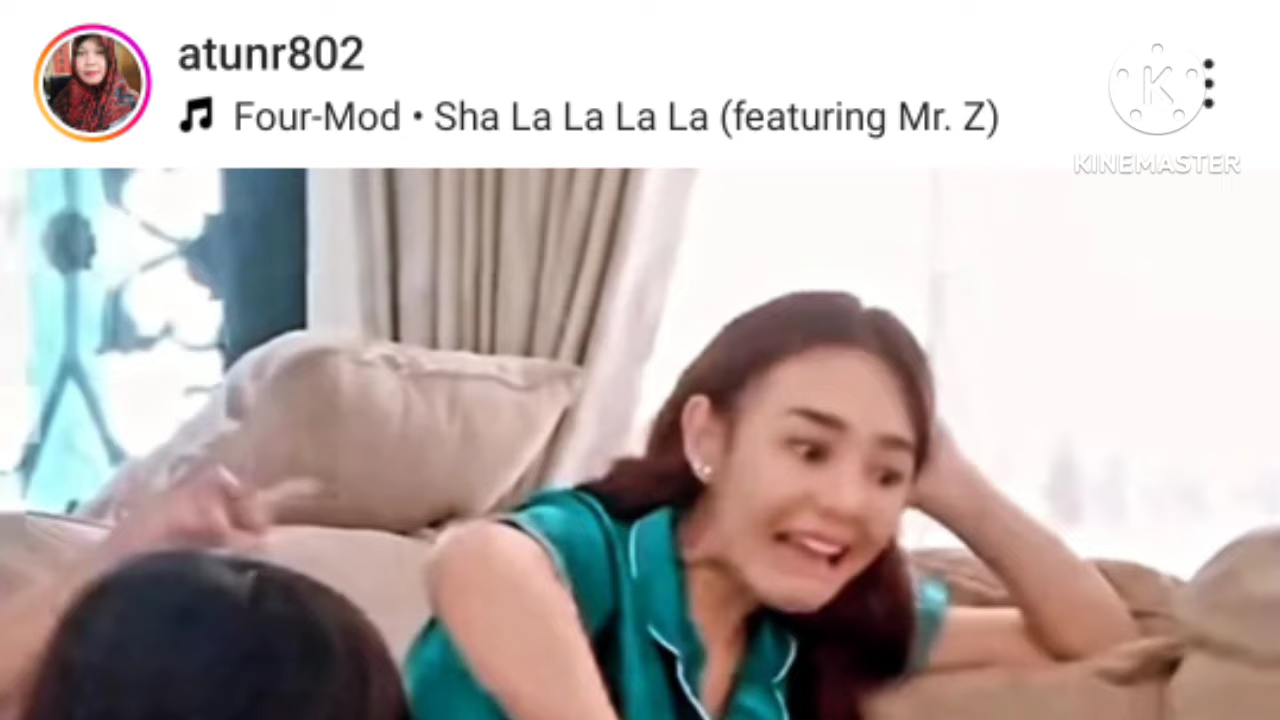 atunr802
Four-Mod • Sha La La La La (featuring Mr. Z)
K
KINEMASTER